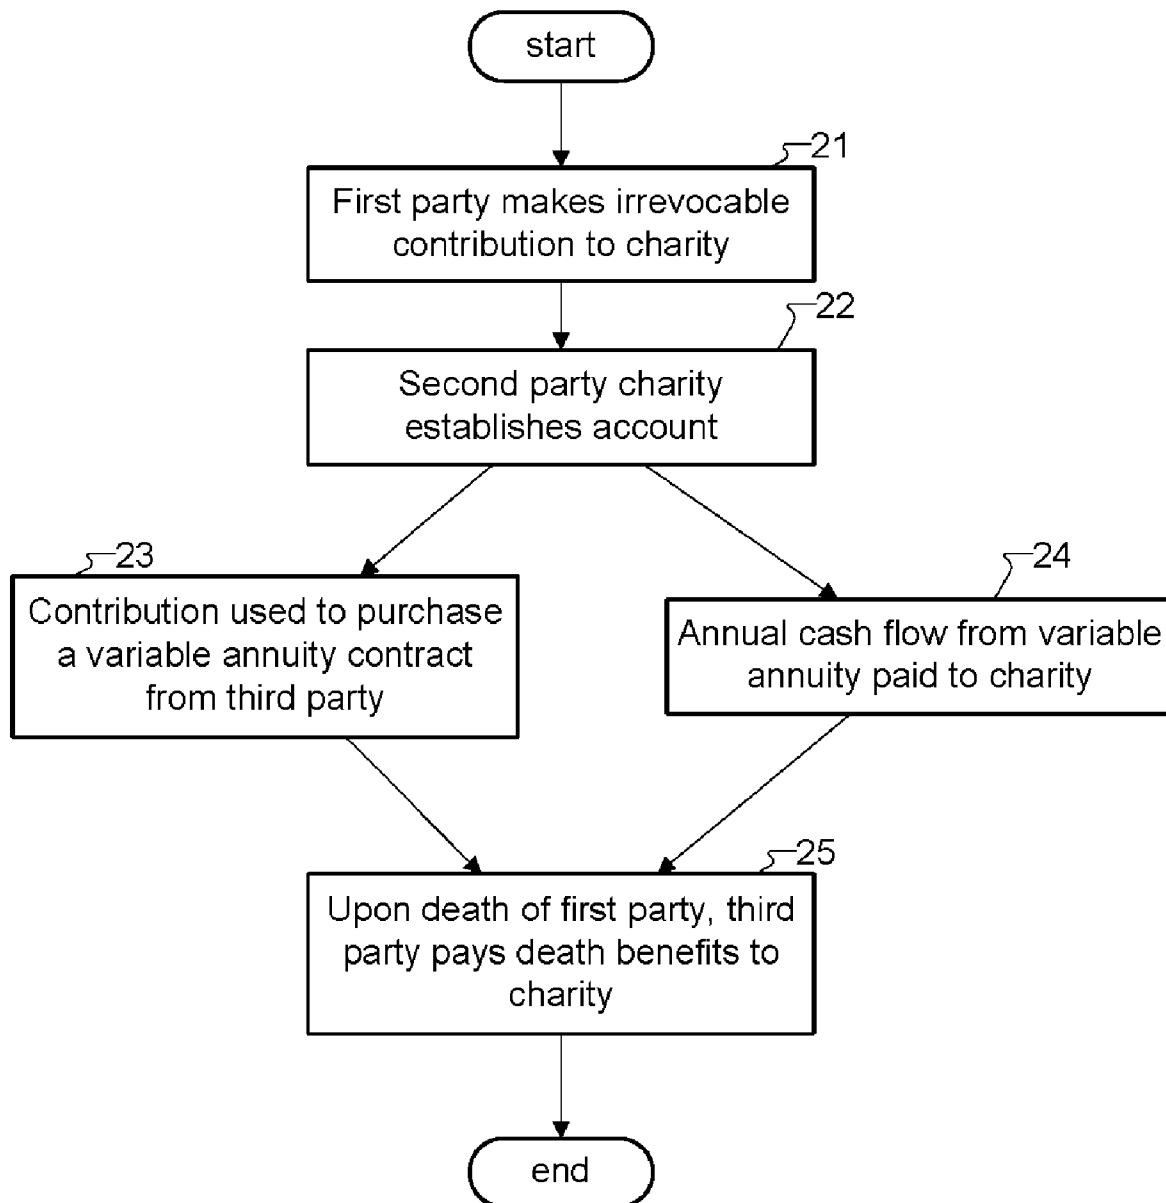 start
21
First party makes irrevocable
contribution to charity
22
Second party charity
establishes account
23
Contribution used to purchase
a variable annuity contract
from third party
24
Annual cash flow from variable
annuity paid to charity
25
Upon death of first party, third
party pays death benefits to
charity
end